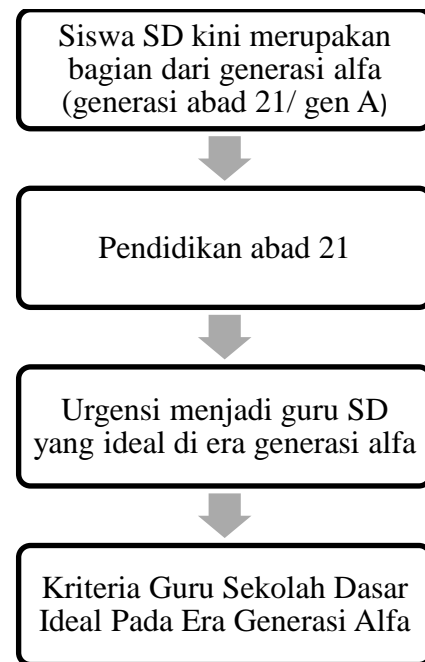 Siswa SD kini merupakan
bagian dari generasi alfa
(generasi abad 21/ gen A)
Pendidikan abad 21
Urgensi menjadi guru SD
yang ideal di era generasi alfa
Kriteria Guru Sekolah Dasar
Ideal Pada Era Generasi Alfa